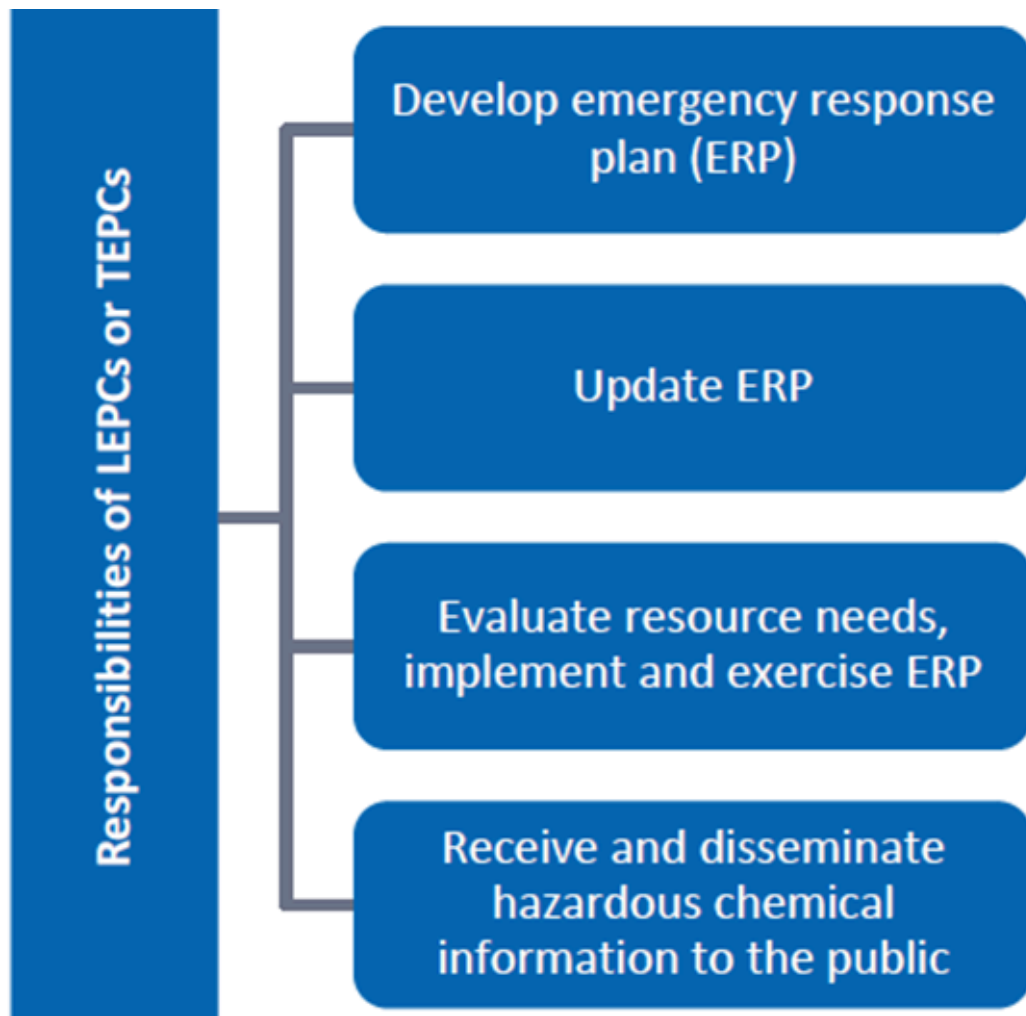 Responsibilities of LEPCs or TEPCs
Develop emergency response
plan (ERP)
Update ERP
Evaluate resource needs,
implement and exercise ERP
Receive and disseminate
hazardous chemical
information to the public